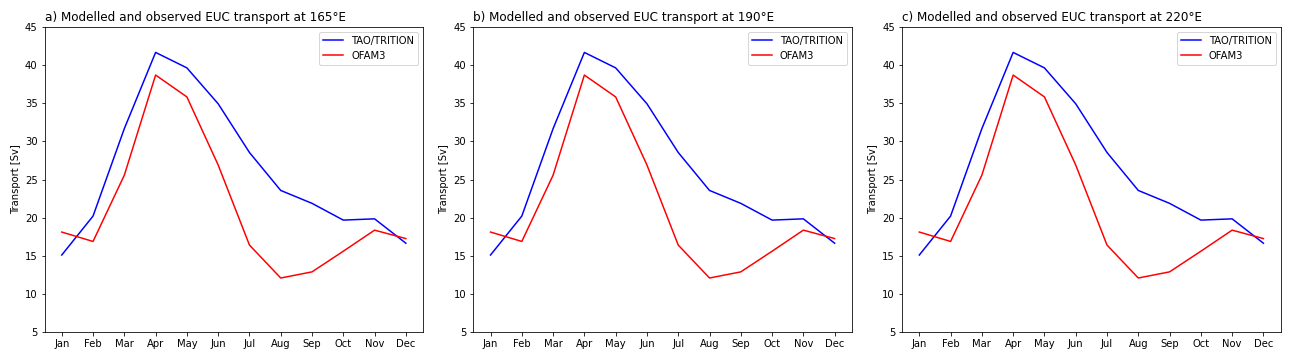 a) Modelled and observed EUC transport at 165°E
45
40
35
30
25
20
15
10
5
Transport [Sv]
TAO/TRITION
OFAM3
Jan Feb Mar Apr May Jun Jul Aug Sep Oct Nov Dec
b) Modelled and observed EUC transport at 190°E
45
40
35
30
25
20
15
10
5
Transport [Sv]
TAO/TRITION
OFAM3
Jan Feb Mar Apr May Jun Jul Aug Sep Oct Nov Dec
c) Modelled and observed EUC transport at 220°E
45
40
35
30
25
20
15
10
5
Transport [Sv]
TAO/TRITION
OFAM3
Jan Feb Mar Apr May Jun Jul Aug Sep Oct Nov Dec